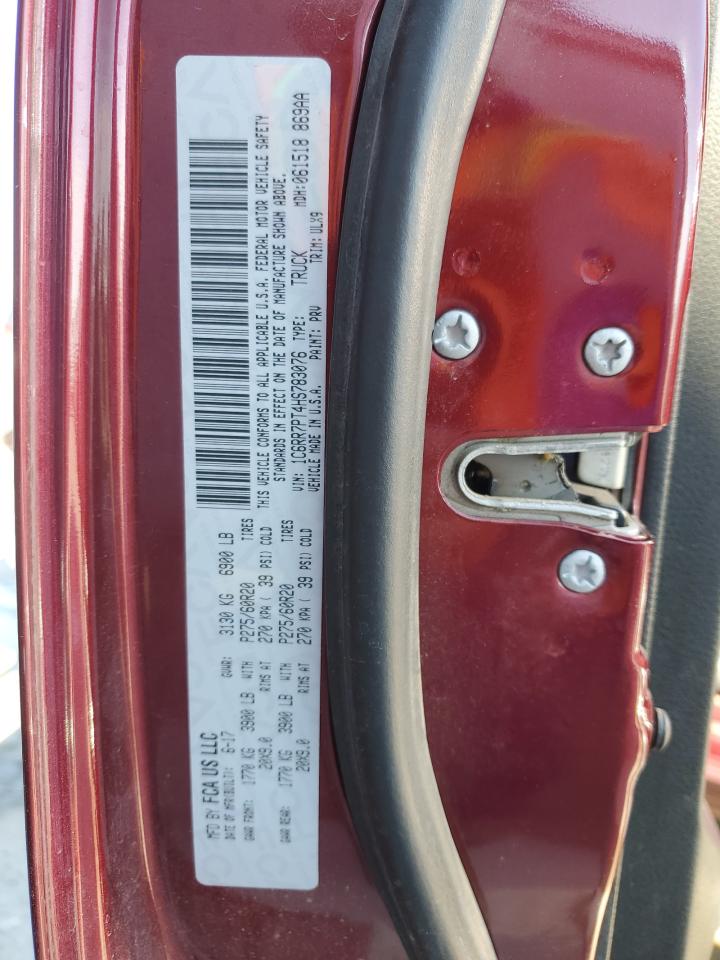 MFD BY FCA US LLC
DATE OF MFR(BUILT): 6-17 GVWR: 3130 KG 6900 LB
GAWR FRONT: 1770 KG 3900 LB WITH P275/60R20 TIRES
20X9.0 RIMS AT 270 KPA ( 39 PSI) COLD
GAWR REAR: 1770 KG 3900 LB WITH P275/60R20 TIRES
20X9.0 RIMS AT 270 KPA ( 39 PSI) COLD
THIS VEHICLE CONFORMS TO ALL APPLICABLE U.S.A. FEDERAL MOTOR VEHICLE SAFETY
STANDARDS IN EFFECT ON THE DATE OF MANUFACTURE SHOWN ABOVE.
VIN: 1C6RR7PT4HS783076 TYPE: TRUCK MDH:061518 869AA
VEHICLE MADE IN U.S.A. PAINT: PRV TRIM: VLX9